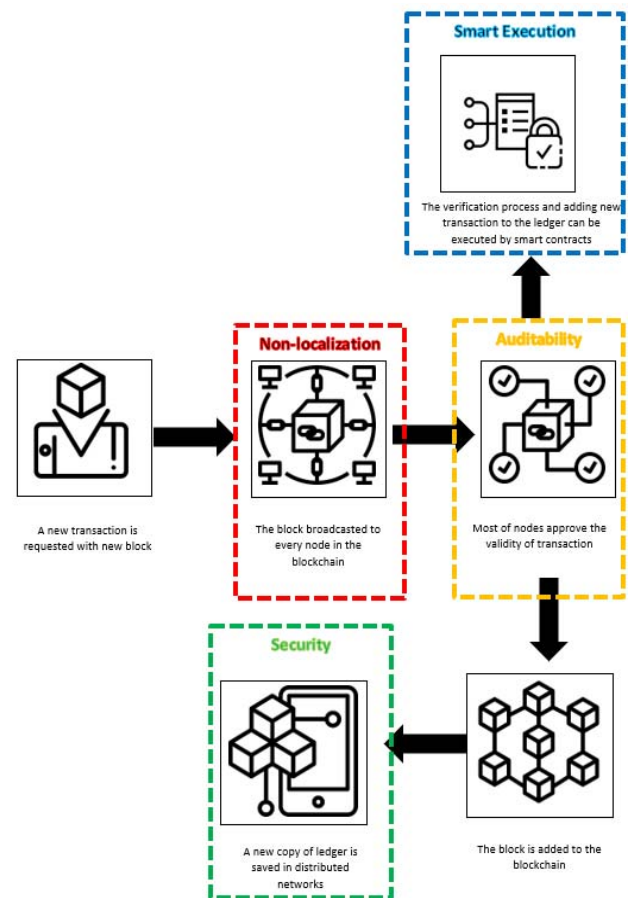 Smart Execution
The verification process and adding new
transaction to the ledger can be
executed by smart contracts
Non-localization
Auditability
A new transaction is
requested with new block
The block broadcasted to
every node in the
blockchain
Most of nodes approve the
validity of transaction
Security
A new copy of ledger is
saved in distributed
networks
The block is added to the
blockchain